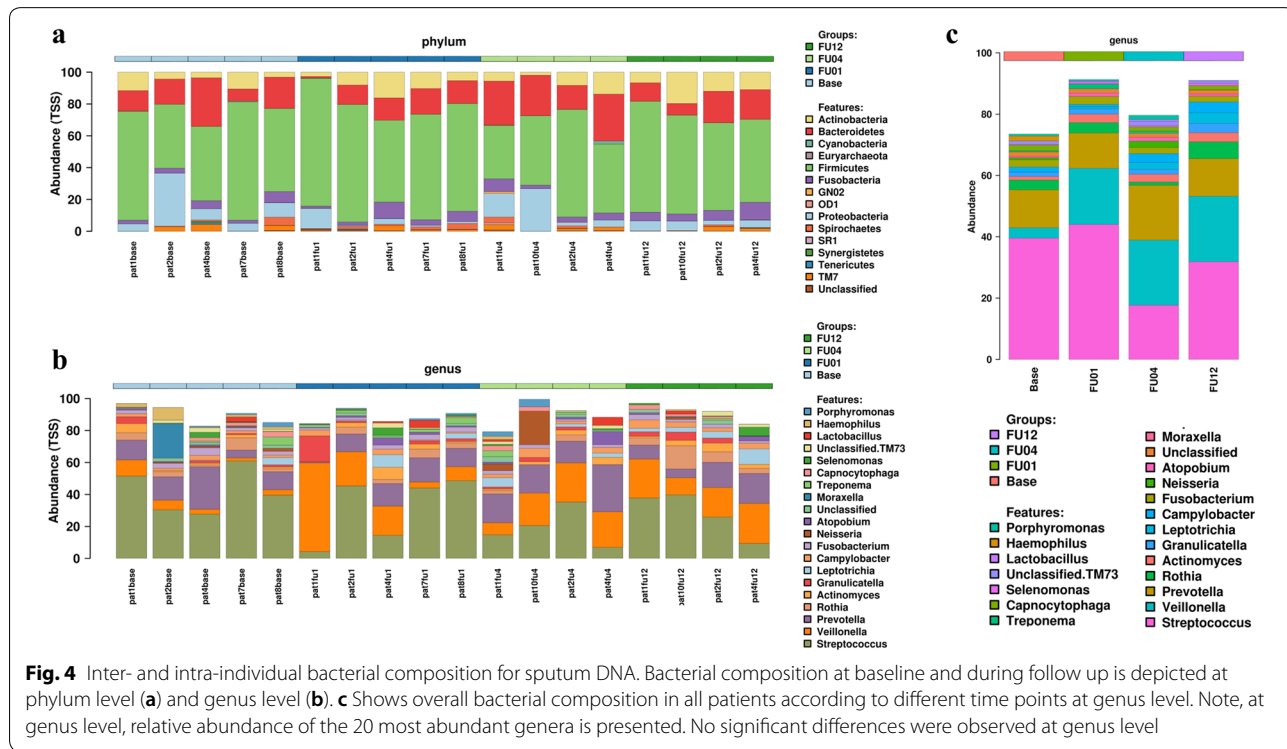 a
phylum
Groups:
FU12
FU04
FU01
Base
Features:
Actinobacteria
Bacteroidetes
Cyanobacteria
Euryarchaeota
Firmicutes
Fusobacteria
GN02
OD1
Proteobacteria
Spirochaetes
SR1
Synergistetes
Tenericutes
TM7
Unclassified
Abundance (TSS)
100
80
60
40
20
0
pat1base
pat2base
pat4base
pat7base
pat8base
pat1fu1
pat2fu1
pat4fu1
pat7fu1
pat8fu1
pat1fu4
pat10fu4
pat2fu4
pat4fu4
pat1fu12
pat10fu12
pat2fu12
pat4fu12
b
genus
Groups:
FU12
FU04
FU01
Base
Features:
Porphyromonas
Haemophilus
Lactobacillus
Unclassified.TM73
Selenomonas
Capnocytophaga
Treponema
Moraxella
Unclassified
Atopobium
Neisseria
Fusobacterium
Campylobacter
Leptotrichia
Granulicatella
Actinomyces
Rothia
Prevotella
Veillonella
Streptococcus
Abundance (TSS)
100
80
60
40
20
0
pat1base
pat2base
pat4base
pat7base
pat8base
pat1fu1
pat2fu1
pat4fu1
pat7fu1
pat8fu1
pat1fu4
pat10fu4
pat2fu4
pat4fu4
pat1fu12
pat10fu12
pat2fu12
pat4fu12
c
genus
Abundance
100
80
60
40
20
0
Base
FU01
FU04
FU12
Groups:
FU12
FU04
FU01
Base
Features:
Porphyromonas
Haemophilus
Lactobacillus
Unclassified.TM73
Selenomonas
Capnocytophaga
Treponema
Moraxella
Unclassified
Atopobium
Neisseria
Fusobacterium
Campylobacter
Leptotrichia
Granulicatella
Actinomyces
Rothia
Prevotella
Veillonella
Streptococcus
Fig. 4 Inter- and intra-individual bacterial composition for sputum DNA. Bacterial composition at baseline and during follow up is depicted at
phylum level (a) and genus level (b). c Shows overall bacterial composition in all patients according to different time points at genus level. Note, at
genus level, relative abundance of the 20 most abundant genera is presented. No significant differences were observed at genus level